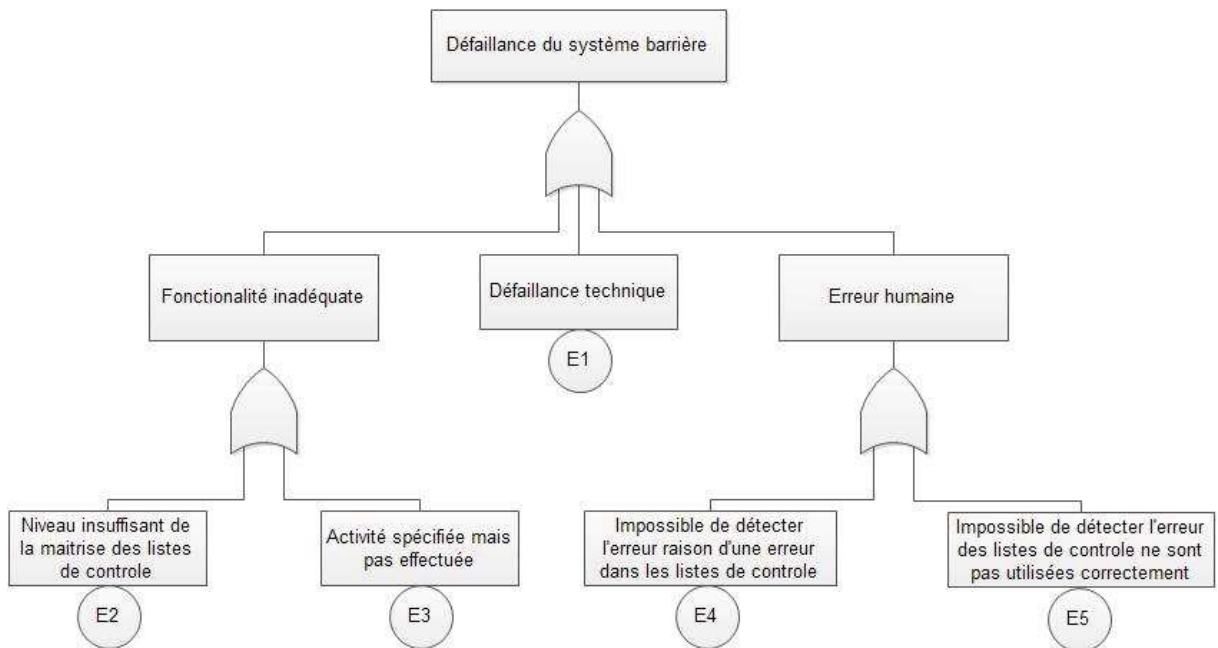 Défaillance du système barrière
Fonctionalité inadéquate
Défaillance technique
Erreur humaine
E1
Niveau insuffisant de
la maitrise des listes
de controle
Activité spécifiée mais
pas effectuée
Impossible de détecter
l'erreur raison d'une erreur
dans les listes de controle
Impossible de détecter l'erreur
des listes de controle ne sont
pas utilisées correctement
E2
E3
E4
E5